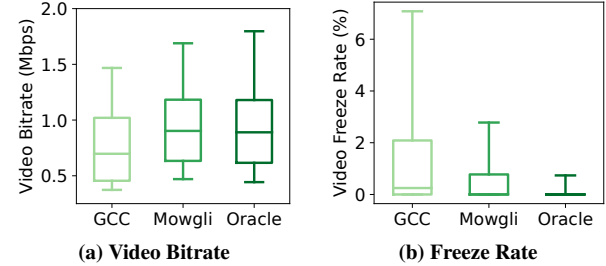 Video Bitrate (Mbps)
2.0
1.5
1.0
0.5
GCC Mowgli Oracle
(a) Video Bitrate
Video Freeze Rate (%)
6
4
2
0
GCC Mowgli Oracle
(b) Freeze Rate